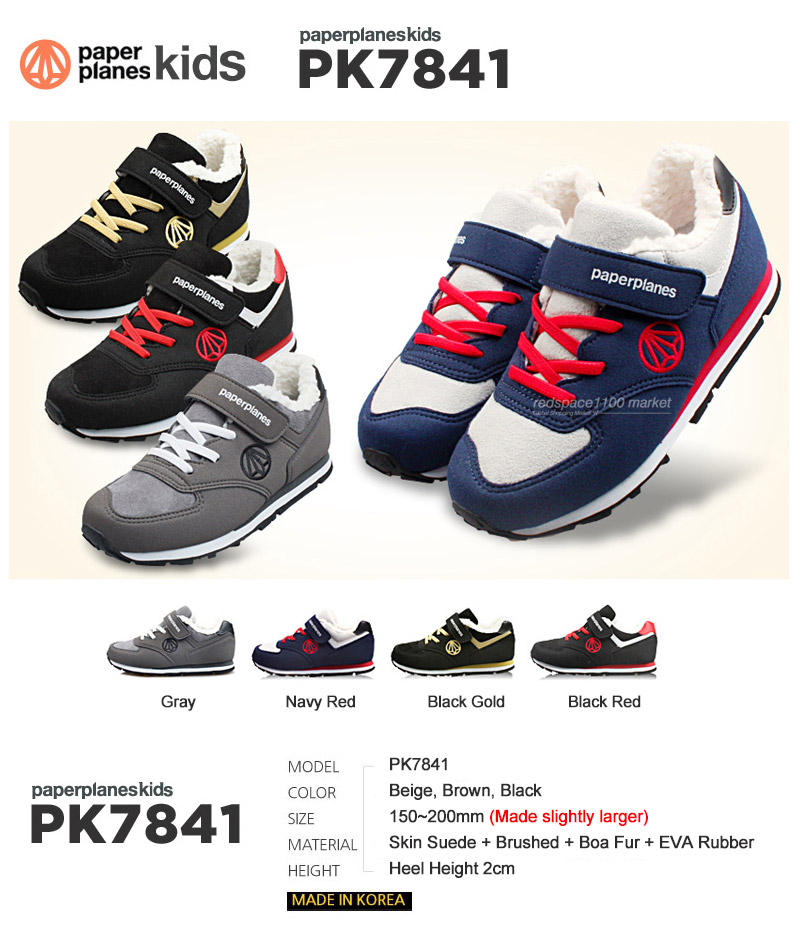 paper
planes kids
paperplaneskids
PK7841
paperplanes
paperplanes
paperplanes
paperplanes
paperplanes
redspace1100 market
Gray
Navy Red
Black Gold
Black Red
paperplaneskids
PK7841
MODEL PK7841
COLOR Beige, Brown, Black
SIZE 150~200mm (Made slightly larger)
MATERIAL Skin Suede + Brushed + Boa Fur + EVA Rubber
HEIGHT Heel Height 2cm
MADE IN KOREA